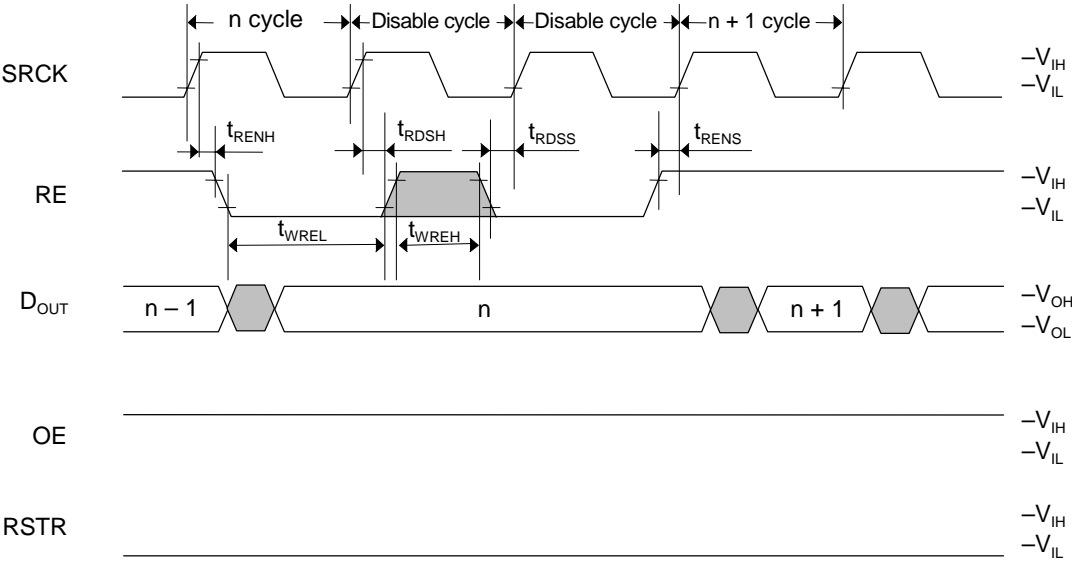 n cycle Disable cycle Disable cycle n + 1 cycle
SRCK –V_IH
–V_IL
t_RENH t_RDSH t_RDSS t_RENS
RE –V_IH
–V_IL
t_WREL t_WREH
D_OUT n – 1 n n + 1 –V_OH
–V_OL
OE –V_IH
–V_IL
RSTR –V_IH
–V_IL